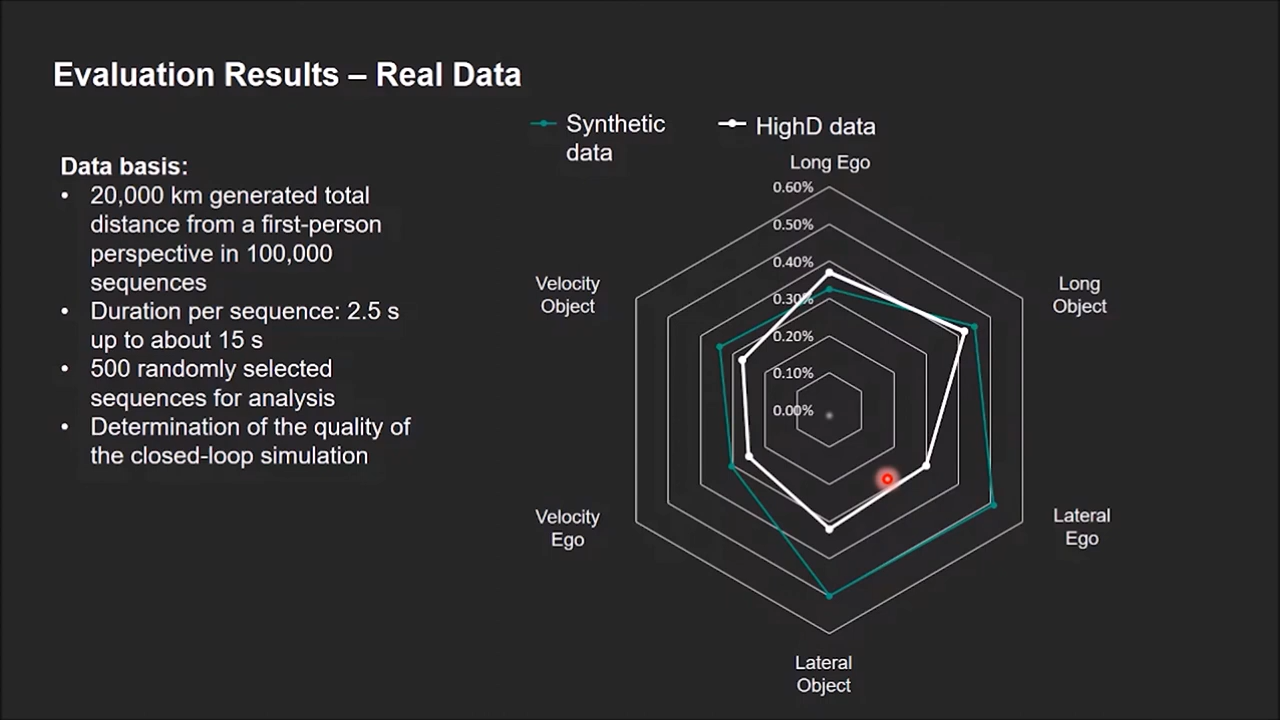 Evaluation Results – Real Data
Synthetic
data
HighD data
Data basis:
• 20,000 km generated total
distance from a first-person
perspective in 100,000
sequences
• Duration per sequence: 2.5 s
up to about 15 s
• 500 randomly selected
sequences for analysis
• Determination of the quality of
the closed-loop simulation
Long Ego
0.60%
0.50%
0.40%
0.30%
0.20%
0.10%
0.00%
Long
Object
Lateral
Ego
Lateral
Object
Velocity
Ego
Velocity
Object